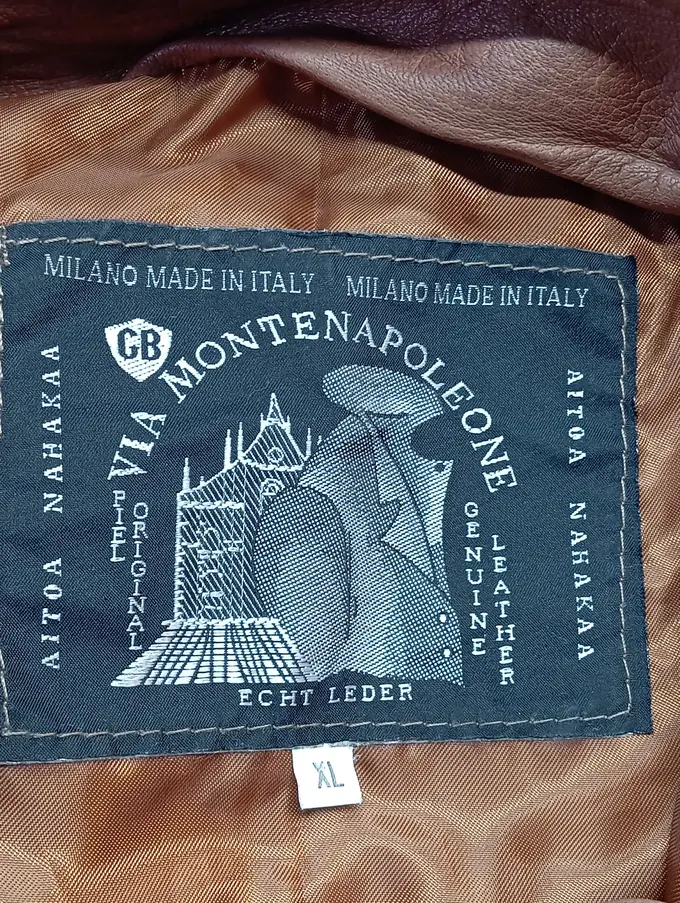 MILANO MADE IN ITALY MILANO MADE IN ITALY
CB
VIA MONTENAPOLEONE
AITOA NAHAKAA
PIEL
ORIGINAL
GENUINE
LEATHER
AITOA NAHAKAA
ECHT LEDER
XL